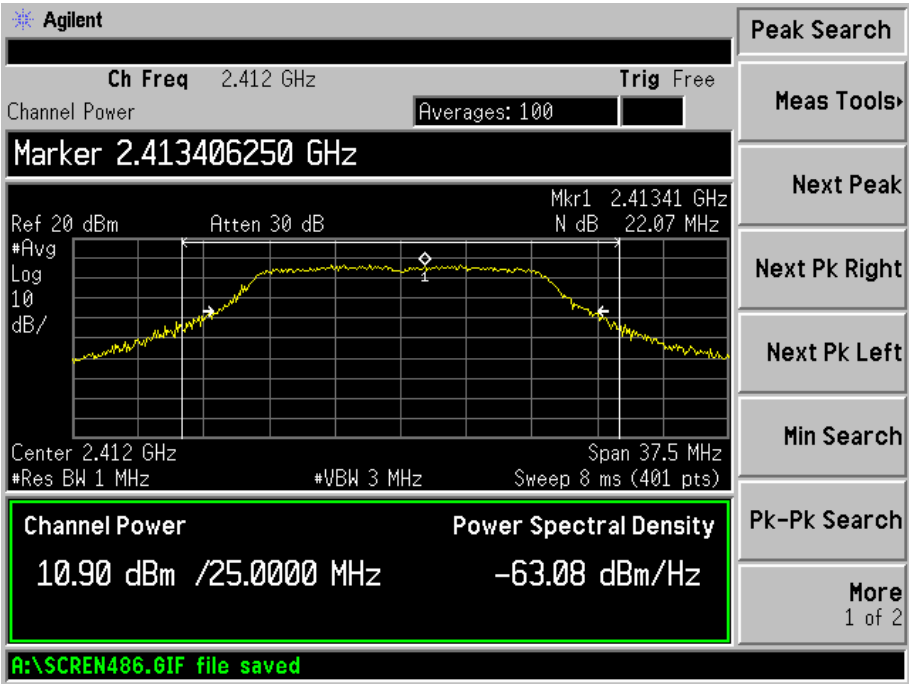 Agilent
Peak Search
Ch Freq 2.412 GHz Trig Free
Channel Power Averages: 100
Meas Tools
Marker 2.413406250 GHz
Mkr1 2.41341 GHz
Ref 20 dBm Atten 30 dB N dB 22.07 MHz
Next Peak
#Avg
Log
10
dB/
1
Next Pk Right
Next Pk Left
Center 2.412 GHz Span 37.5 MHz
#Res BW 1 MHz #VBW 3 MHz Sweep 8 ms (401 pts)
Min Search
Channel Power Power Spectral Density
10.90 dBm /25.0000 MHz -63.08 dBm/Hz
Pk-Pk Search
More
1 of 2
A:\SCREN486.GIF file saved